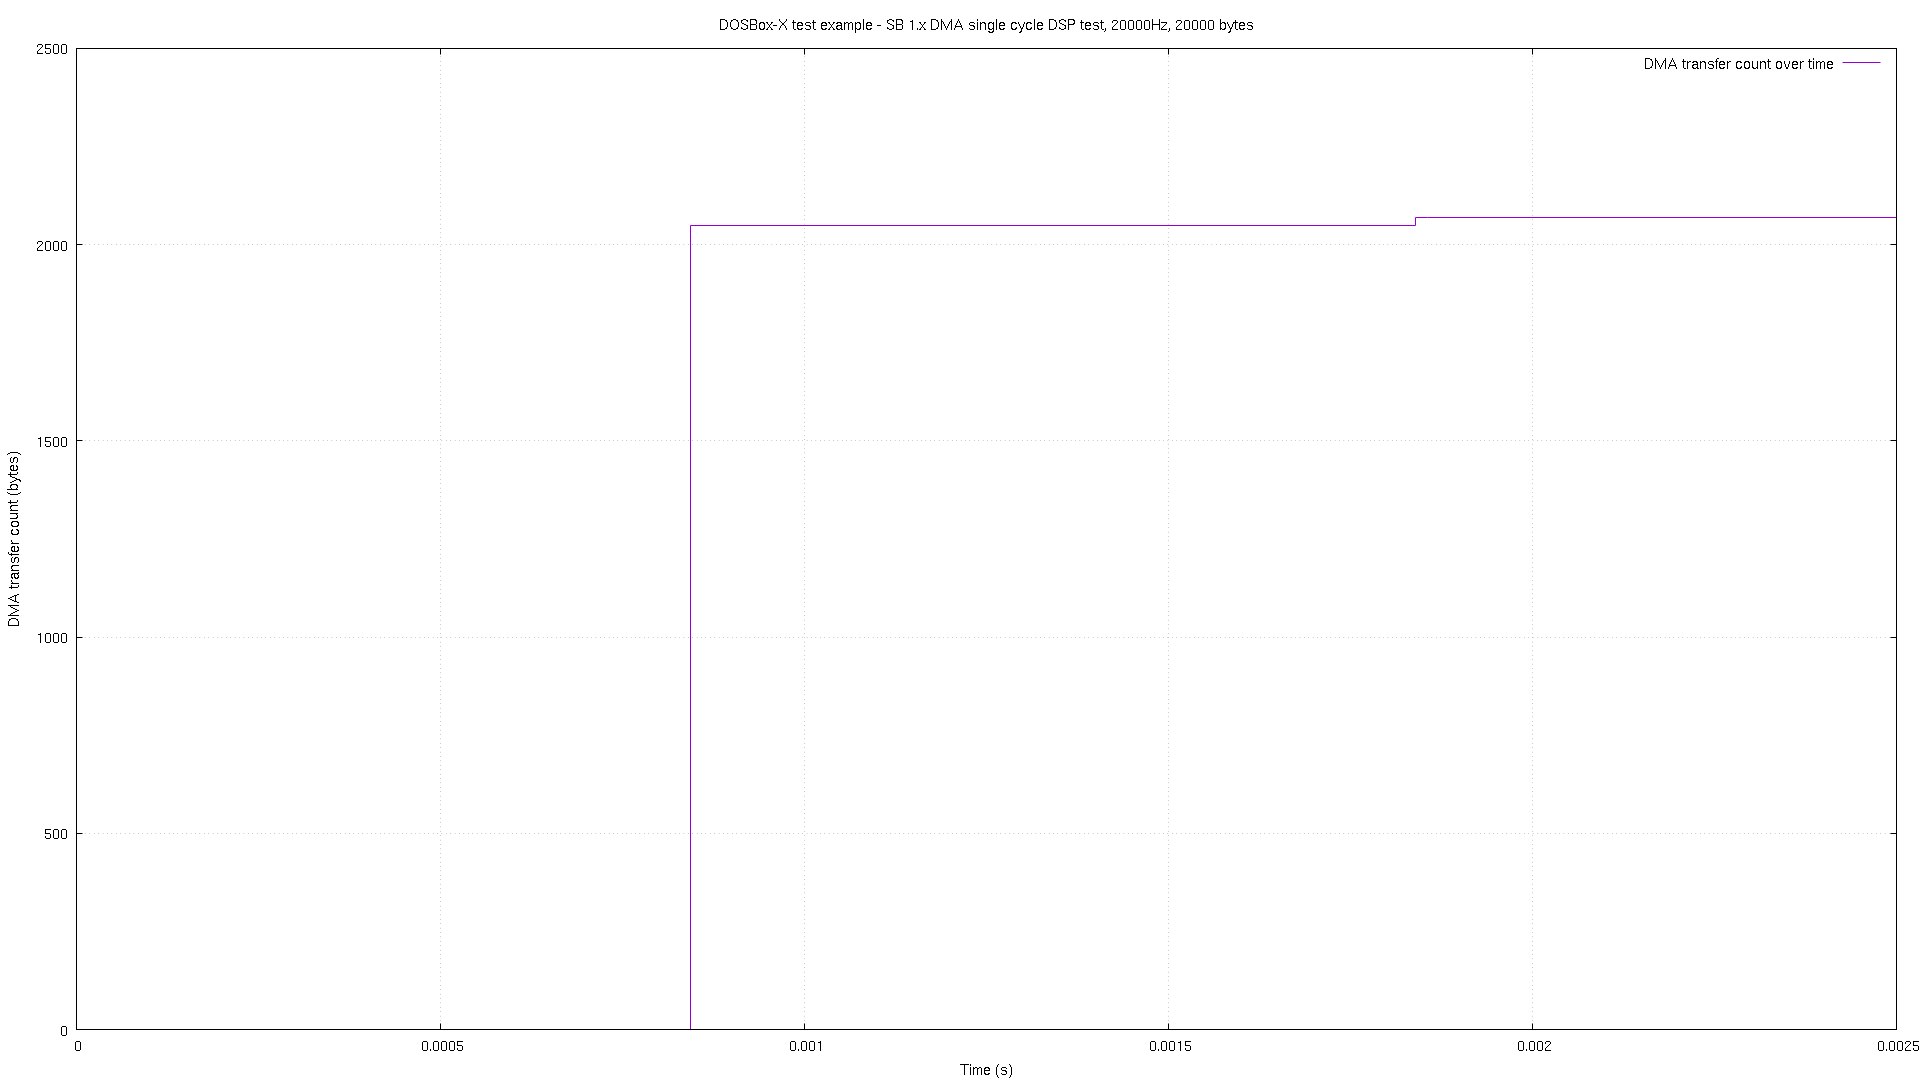 DOSBox-X test example - SB 1.x DMA single cycle DSP test, 20000Hz, 20000 bytes
DMA transfer count over time
2500
2000
1500
1000
500
0
DMA transfer count (bytes)
0 0.0005 0.001 0.0015 0.002 0.0025
Time (s)